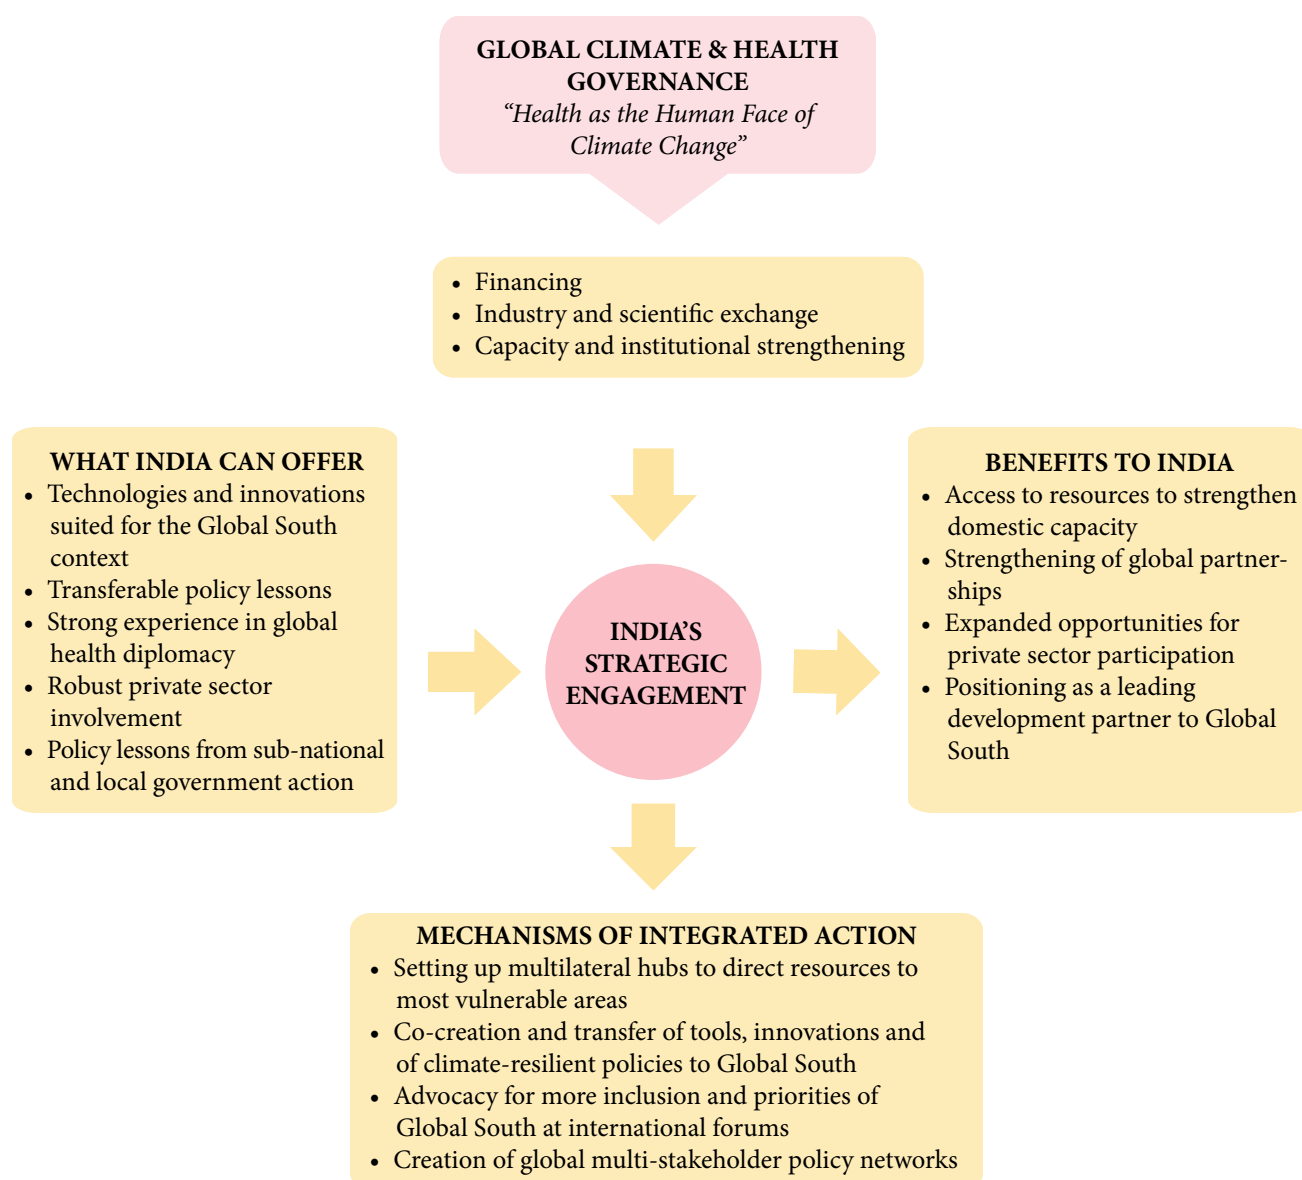 GLOBAL CLIMATE & HEALTH
GOVERNANCE
“Health as the Human Face of
Climate Change”
• Financing
• Industry and scientific exchange
• Capacity and institutional strengthening
WHAT INDIA CAN OFFER
• Technologies and innovations
suited for the Global South
context
• Transferable policy lessons
• Strong experience in global
health diplomacy
• Robust private sector
involvement
• Policy lessons from sub-national
and local government action
INDIA’S
STRATEGIC
ENGAGEMENT
BENEFITS TO INDIA
• Access to resources to strengthen
domestic capacity
• Strengthening of global partner-
ships
• Expanded opportunities for
private sector participation
• Positioning as a leading
development partner to Global
South
MECHANISMS OF INTEGRATED ACTION
• Setting up multilateral hubs to direct resources to
most vulnerable areas
• Co-creation and transfer of tools, innovations and
of climate-resilient policies to Global South
• Advocacy for more inclusion and priorities of
Global South at international forums
• Creation of global multi-stakeholder policy networks